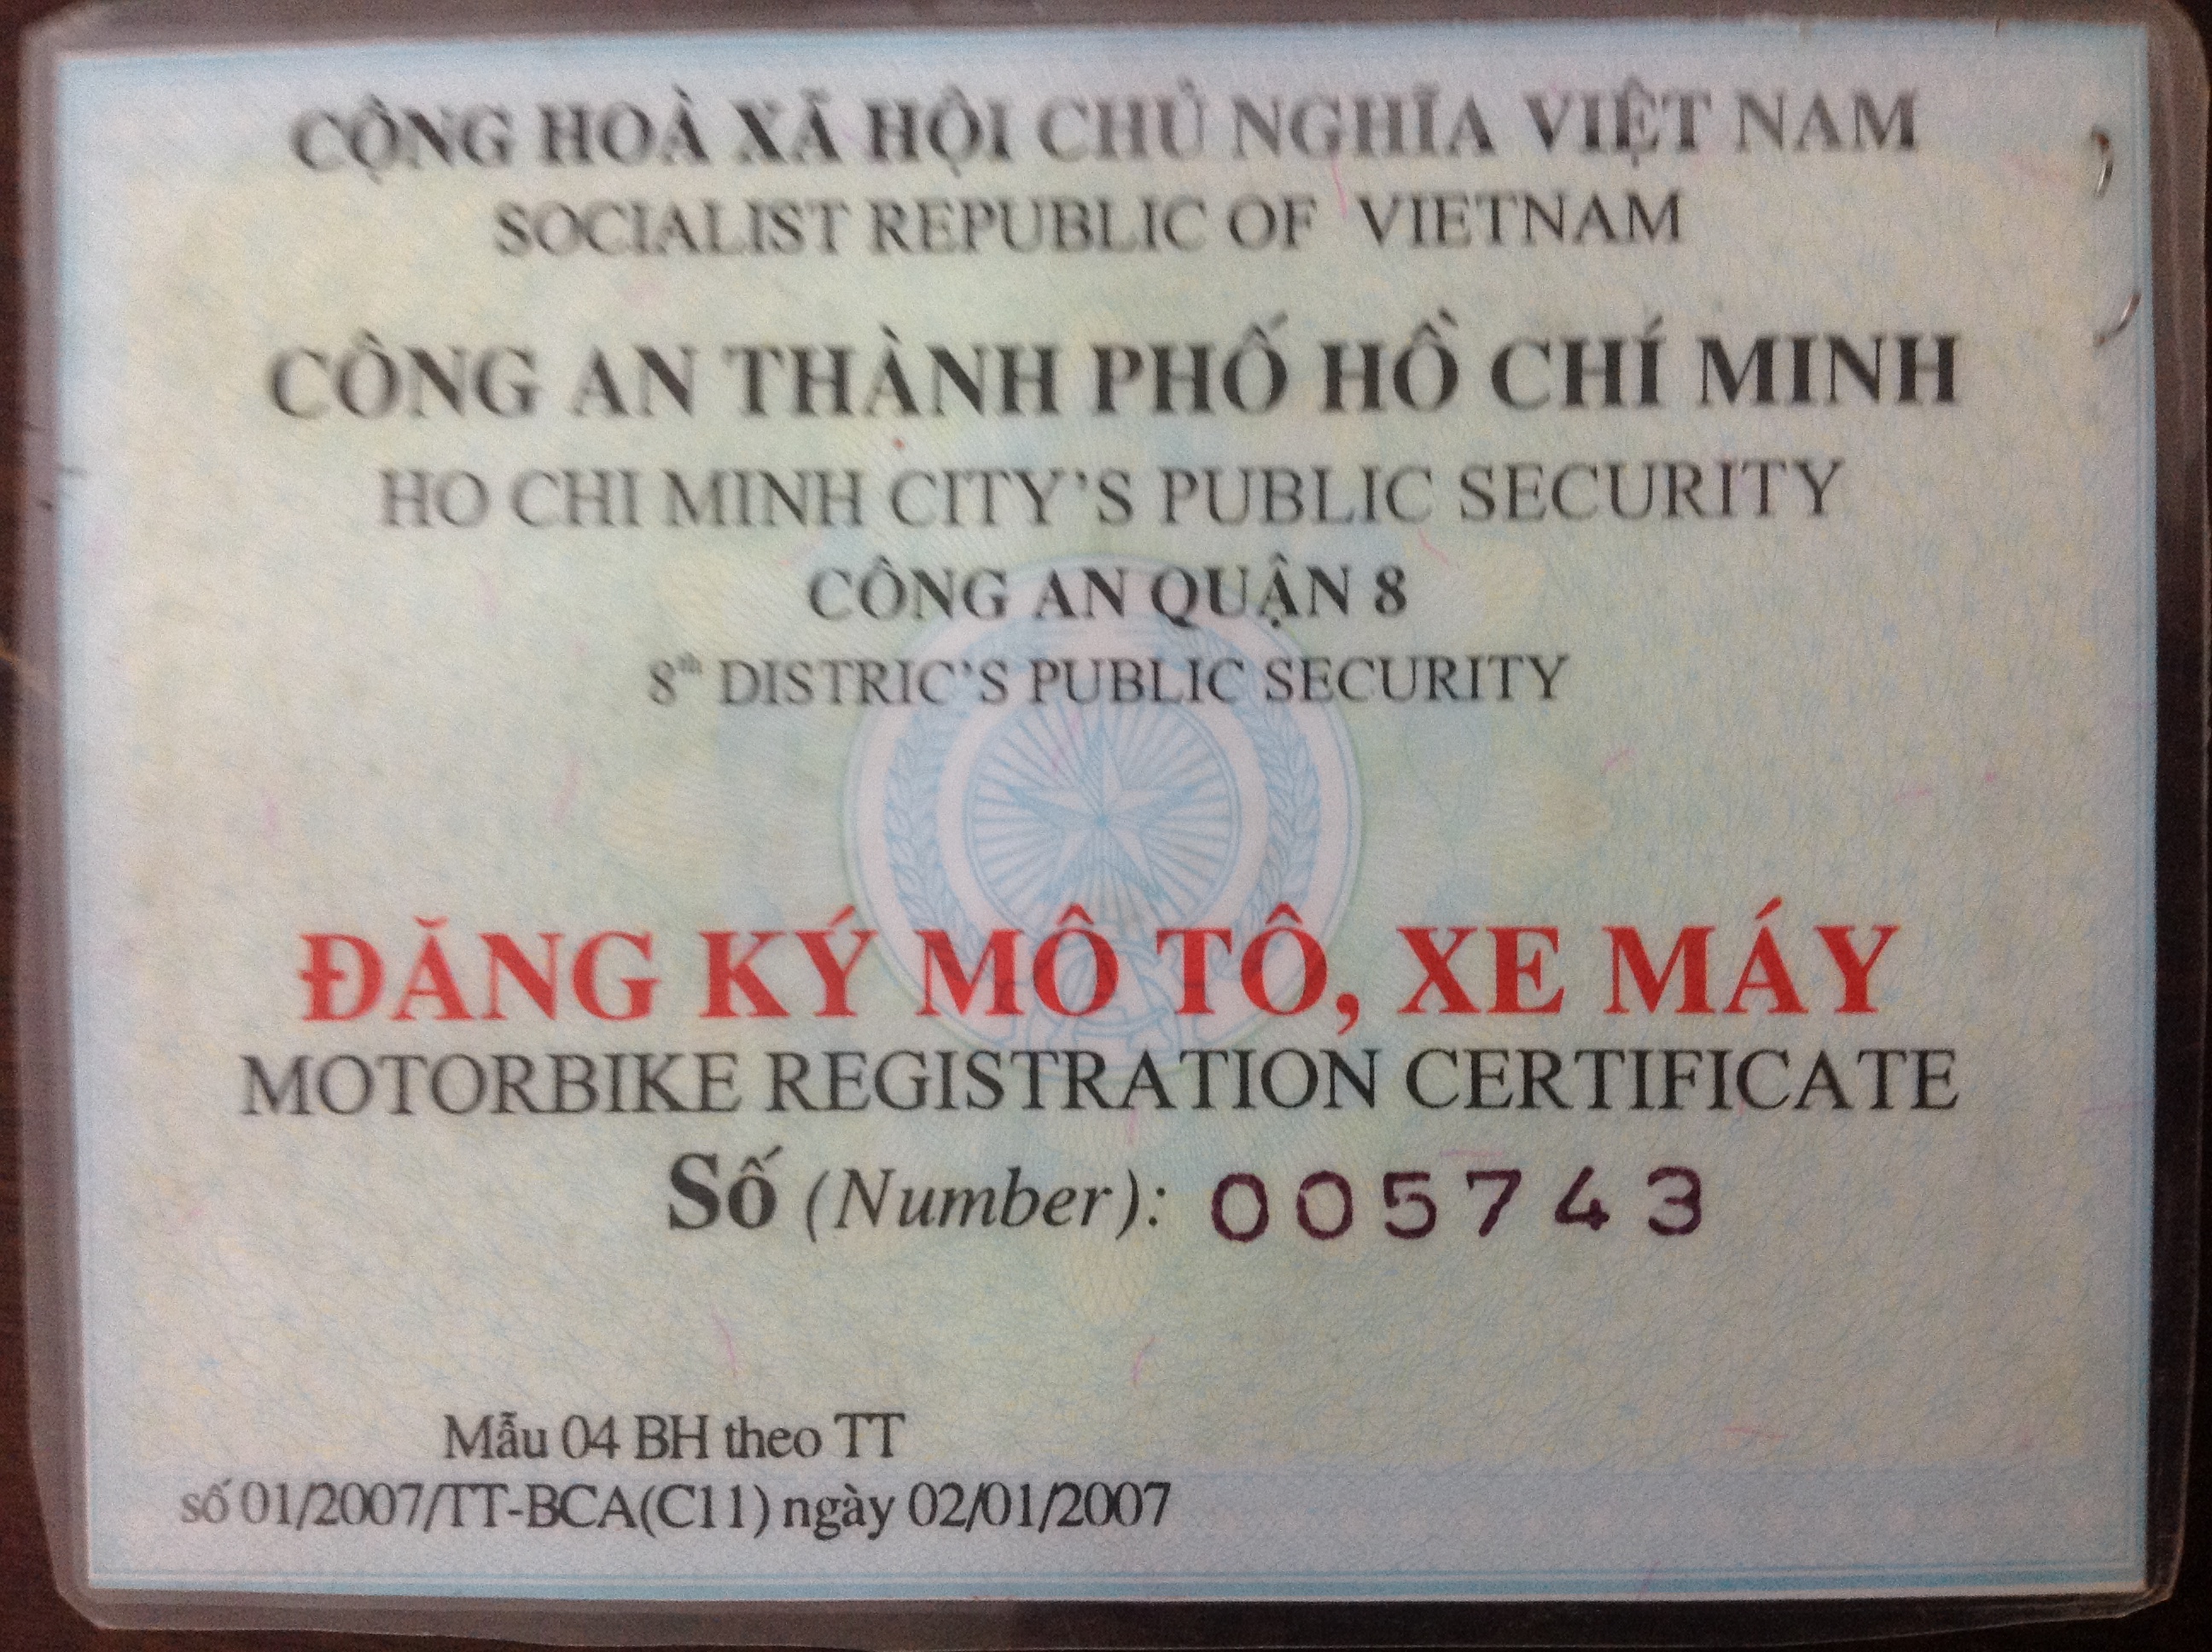 CỘNG HOÀ XÃ HỘI CHỦ NGHĨA VIỆT NAM
SOCIALIST REPUBLIC OF VIETNAM
CÔNG AN THÀNH PHỐ HỒ CHÍ MINH
HO CHI MINH CITY'S PUBLIC SECURITY
CÔNG AN QUẬN 8
8th DISTRIC'S PUBLIC SECURITY
ĐĂNG KÝ MÔ TÔ, XE MÁY
MOTORBIKE REGISTRATION CERTIFICATE
Số (Number): 005743
Mẫu 04 BH theo TT
số 01/2007/TT-BCA(C11) ngày 02/01/2007